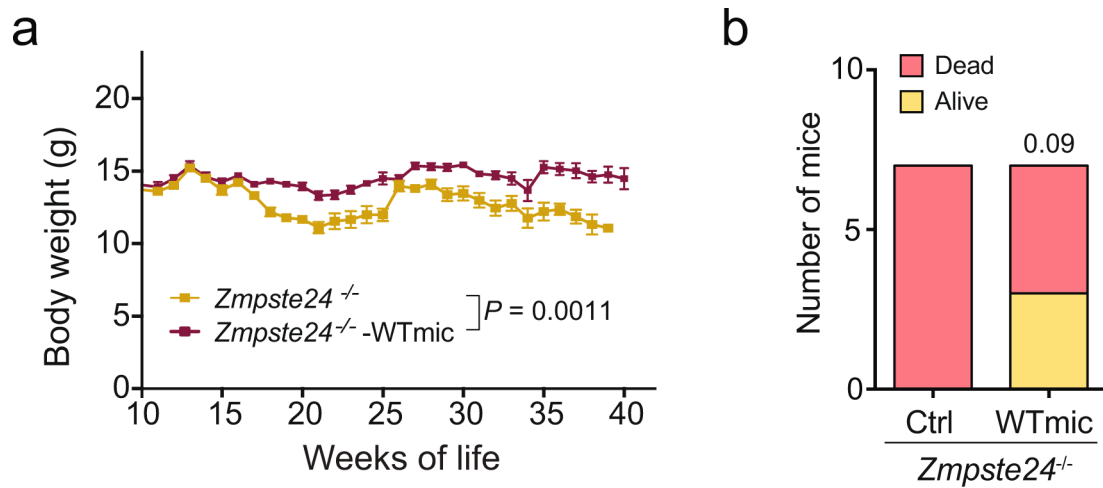 a
Body weight (g)
20
15
10
5
0
10 15 20 25 30 35 40
Weeks of life
Zmpste24 -/-
Zmpste24-/- -WTmic
P = 0.0011
b
Number of mice
10
5
0
Dead
Alive
0.09
Ctrl WTmic
Zmpste24-/-